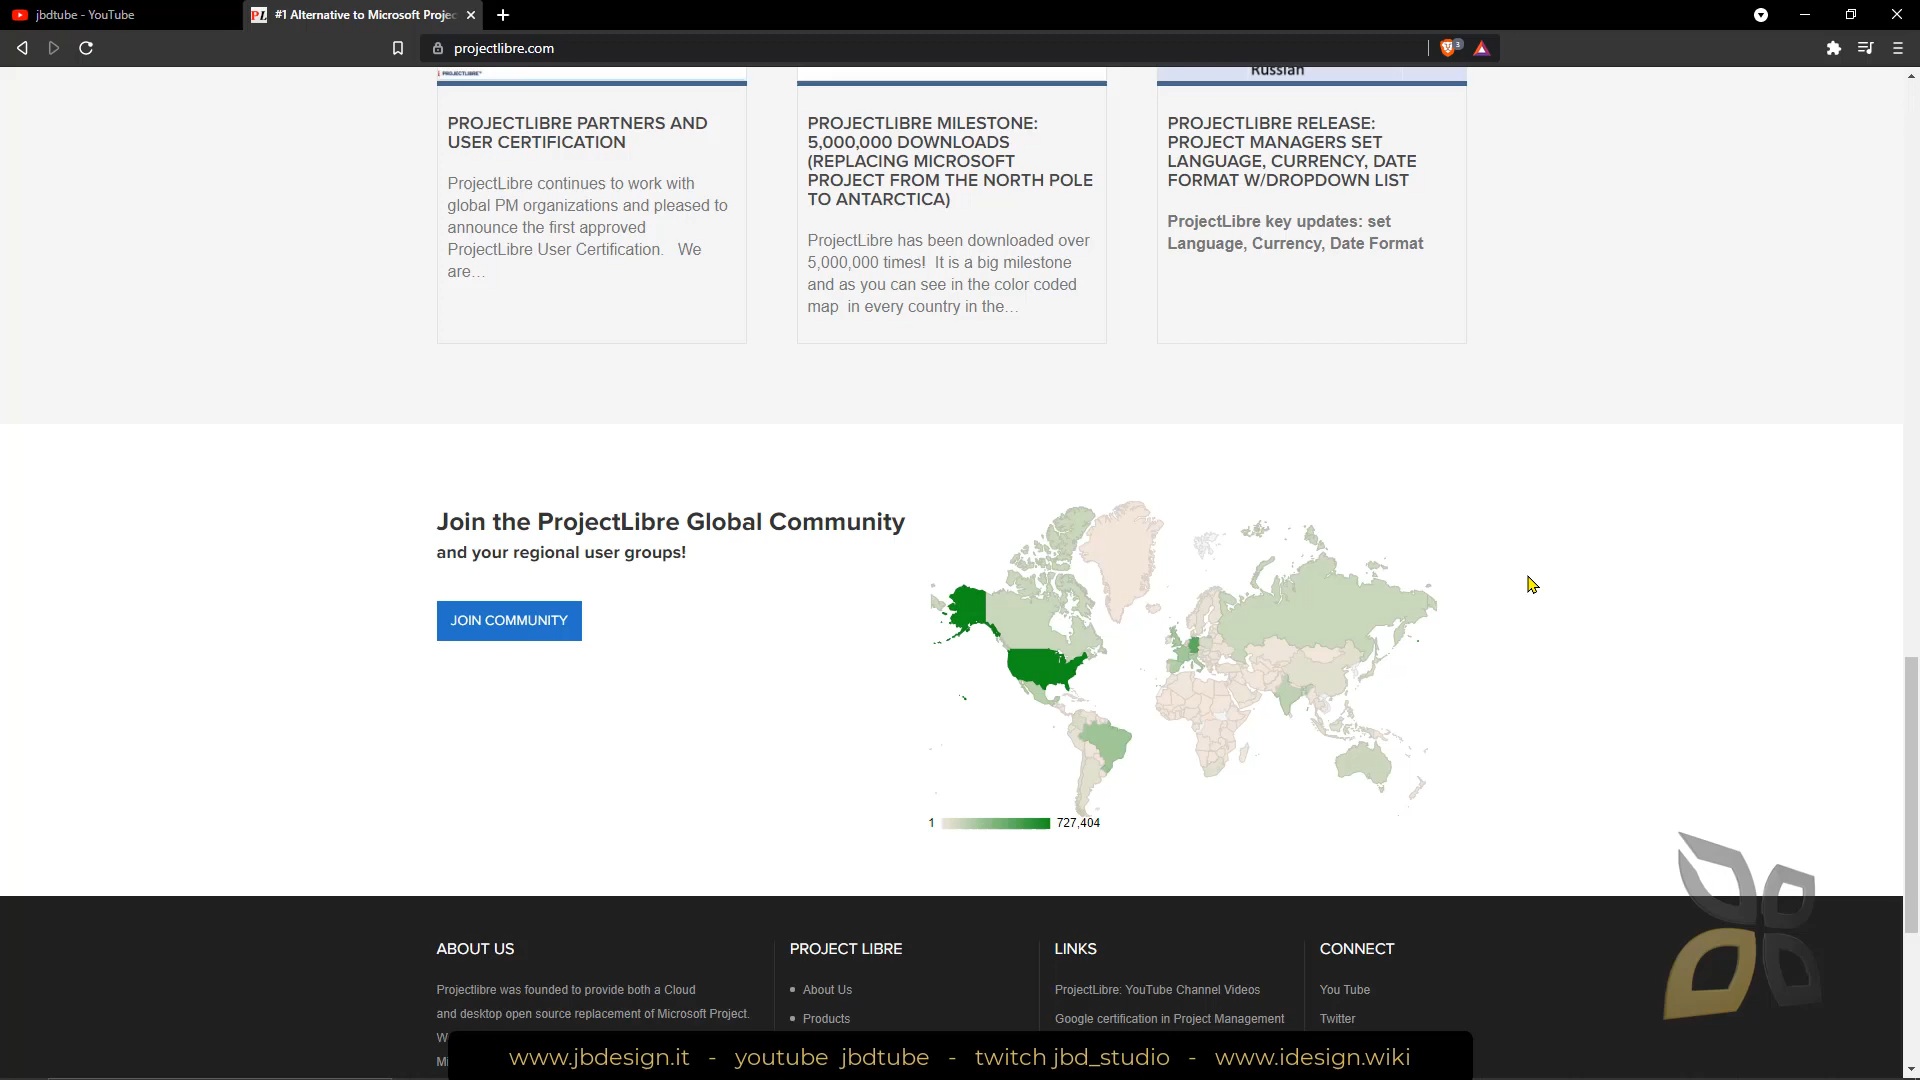 jbdtube - YouTube
PL #1 Alternative to Microsoft Projec
projectlibre.com
3
PROJECTLIBRE
Russian
PROJECTLIBRE PARTNERS AND
USER CERTIFICATION
ProjectLibre continues to work with
global PM organizations and pleased to
announce the first approved
ProjectLibre User Certification. We
are…
PROJECTLIBRE MILESTONE:
5,000,000 DOWNLOADS
(REPLACING MICROSOFT
PROJECT FROM THE NORTH POLE
TO ANTARCTICA)
ProjectLibre has been downloaded over
5,000,000 times! It is a big milestone
and as you can see in the color coded
map in every country in the…
PROJECTLIBRE RELEASE:
PROJECT MANAGERS SET
LANGUAGE, CURRENCY, DATE
FORMAT W/DROPDOWN LIST
ProjectLibre key updates: set
Language, Currency, Date Format
Join the ProjectLibre Global Community
and your regional user groups!
JOIN COMMUNITY
1 727,404
ABOUT US
Projectlibre was founded to provide both a Cloud
and desktop open source replacement of Microsoft Project.
W
Mi
PROJECT LIBRE
About Us
Products
LINKS
ProjectLibre: YouTube Channel Videos
Google certification in Project Management
CONNECT
You Tube
Twitter
www.jbdesign.it - youtube jbdtube - twitch jbd_studio - www.idesign.wiki